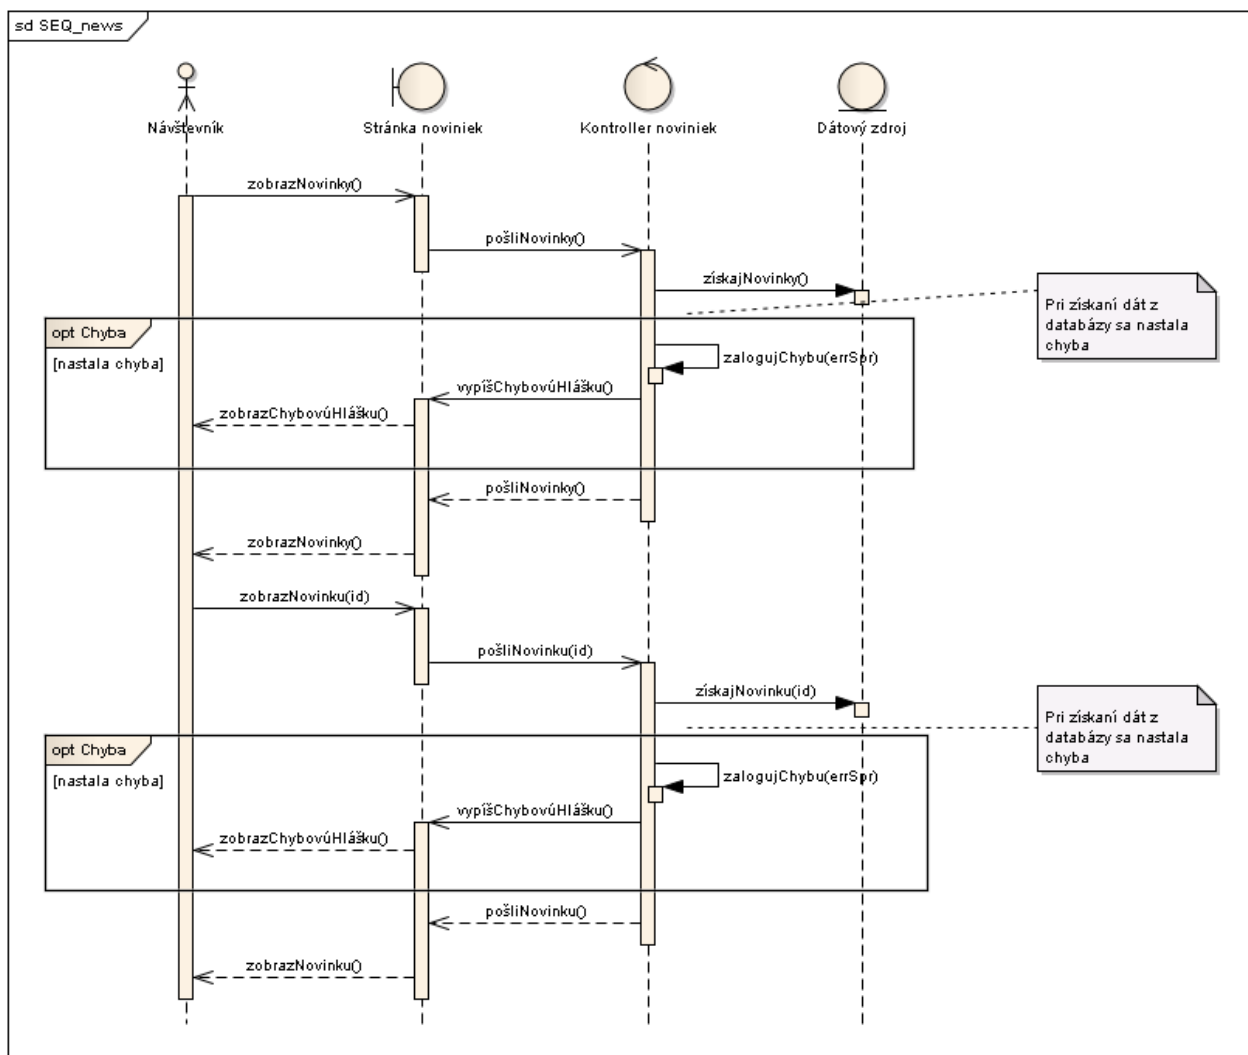 sd SEQ_news
Návštevník
Stránka noviniek
Kontroller noviniek
Dátový zdroj
zobrazNovinky()
pošliNovinky()
získajNovinky()
Pri získaní dát z
databázy sa nastala
chyba
opt Chyba
[nastala chyba]
zalogujChybu(errSpr)
vypíšChybovúHlášku()
zobrazChybovúHlášku()
pošliNovinky()
zobrazNovinky()
zobrazNovinku(id)
pošliNovinku(id)
získajNovinku(id)
Pri získaní dát z
databázy sa nastala
chyba
opt Chyba
[nastala chyba]
zalogujChybu(errSpr)
vypíšChybovúHlášku()
zobrazChybovúHlášku()
pošliNovinku()
zobrazNovinku()